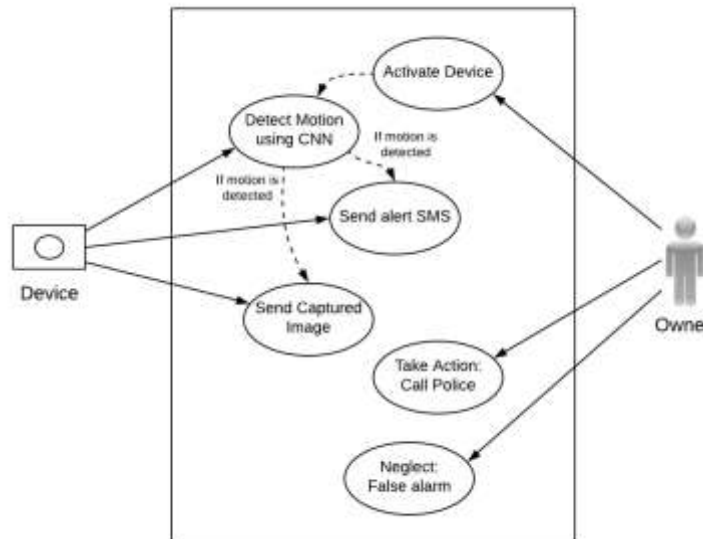 Activate Device
Detect Motion
using CNN
If motion is
detected
If motion is
detected
Send alert SMS
Device
Send Captured
Image
Owne
Take Action:
Call Police
Neglect:
False alarm